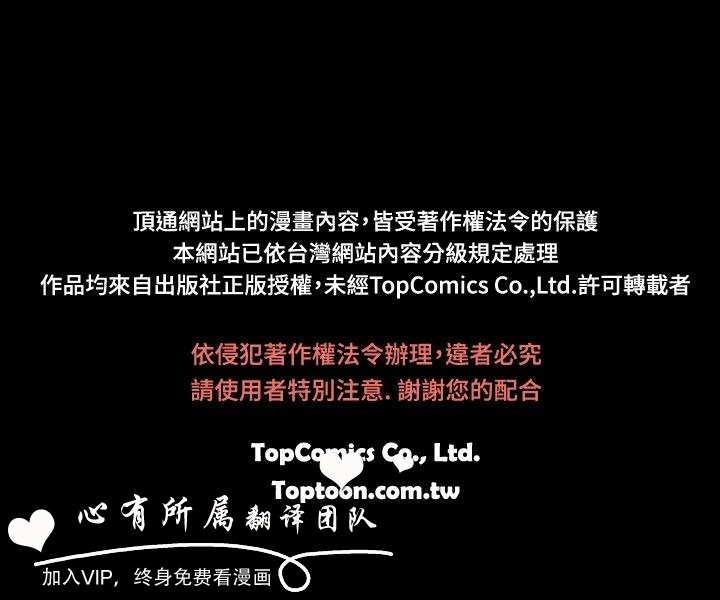 頂通網站上的漫畫內容，皆受著作權法令的保護
本網站已依台灣網站內容分級規定處理
作品均來自出版社正版授權，未經TopComics Co.,Ltd.許可轉載者
依侵犯著作權法令辦理，違者必究
請使用者特別注意. 謝謝您的配合
TopComics Co., Ltd.
Toptoon.com.tw
心有所属翻译团队
加入VIP，终身免费看漫画